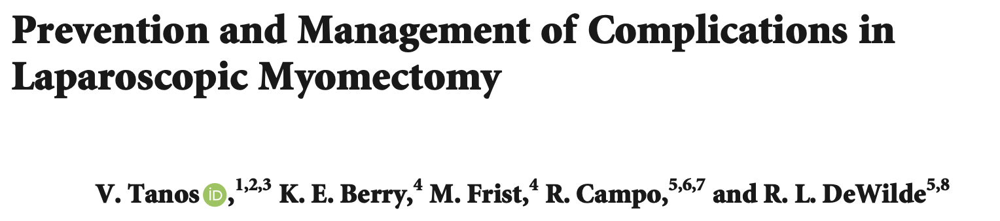 Prevention and Management of Complications in
Laparoscopic Myomectomy
V. Tanos iD,1,2,3 K. E. Berry,4 M. Frist,4 R. Campo,5,6,7 and R. L. DeWilde5,8